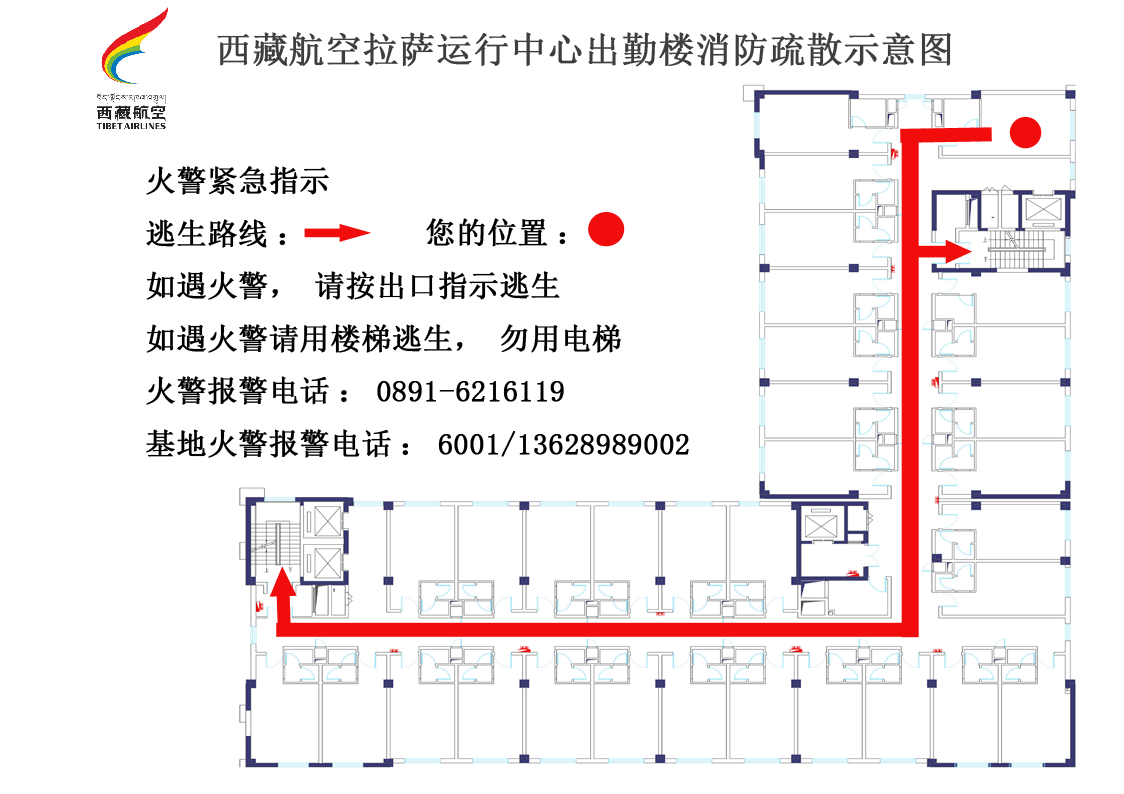 西藏航空拉萨运行中心出勤楼消防疏散示意图
西藏航空
TIBET AIRLINES
火警紧急指示
逃生路线： 您的位置：
如遇火警， 请按出口指示逃生
如遇火警请用楼梯逃生， 勿用电梯
火警报警电话： 0891-6216119
基地火警报警电话： 6001/13628989002
上
下
上
下